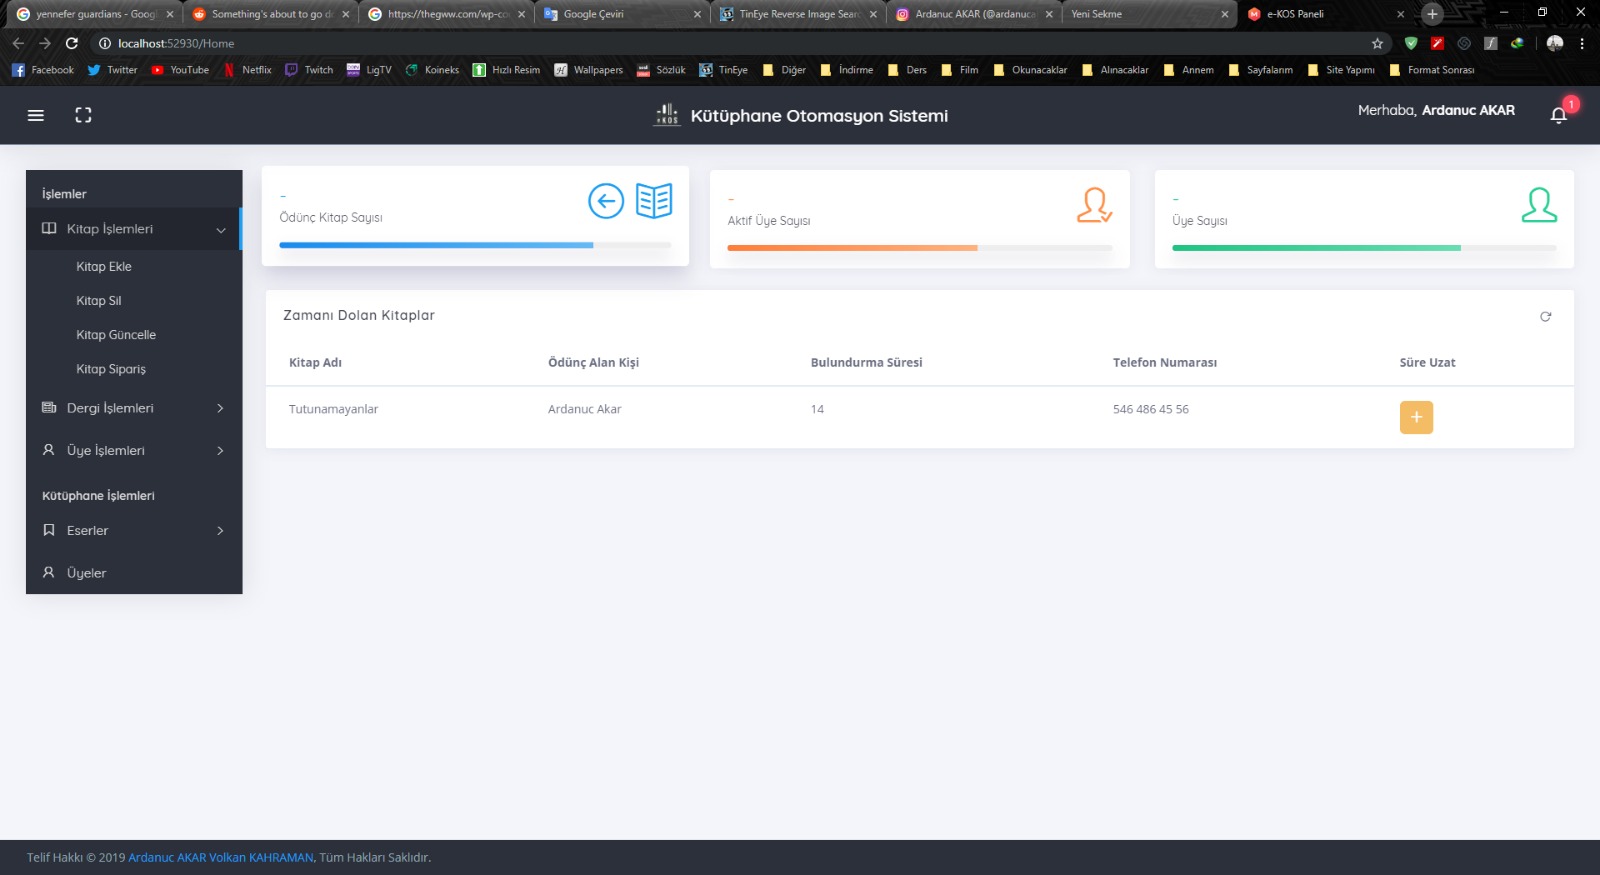 yennefer guardians - Googl
Something's about to go d
https://thegww.com/wp-co
Google Çeviri
TinEye Reverse Image Sear
Ardanuc AKAR (@ardanuca
Yeni Sekme
e-KOS Paneli
localhost:52930/Home
Facebook Twitter YouTube Netflix Twitch LigTV Koineks Hızlı Resim Wallpapers Sözlük TinEye Diğer İndirme Ders Film Okunacaklar Alınacaklar Annem Sayfalarım Site Yapımı Format Sonrası
Kütüphane Otomasyon Sistemi
Merhaba, Ardanuc AKAR
1
İşlemler
Kitap İşlemleri
Kitap Ekle
Kitap Sil
Kitap Güncelle
Kitap Sipariş
Dergi İşlemleri
Üye İşlemleri
Kütüphane İşlemleri
Eserler
Üyeler
-
Ödünç Kitap Sayısı
-
Aktif Üye Sayısı
-
Üye Sayısı
Zamanı Dolan Kitaplar
Kitap Adı Ödünç Alan Kişi Bulundurma Süresi Telefon Numarası Süre Uzat
Tutunamayanlar Ardanuc Akar 14 546 486 45 56 +
Telif Hakkı © 2019 Ardanuc AKAR Volkan KAHRAMAN, Tüm Hakları Saklıdır.